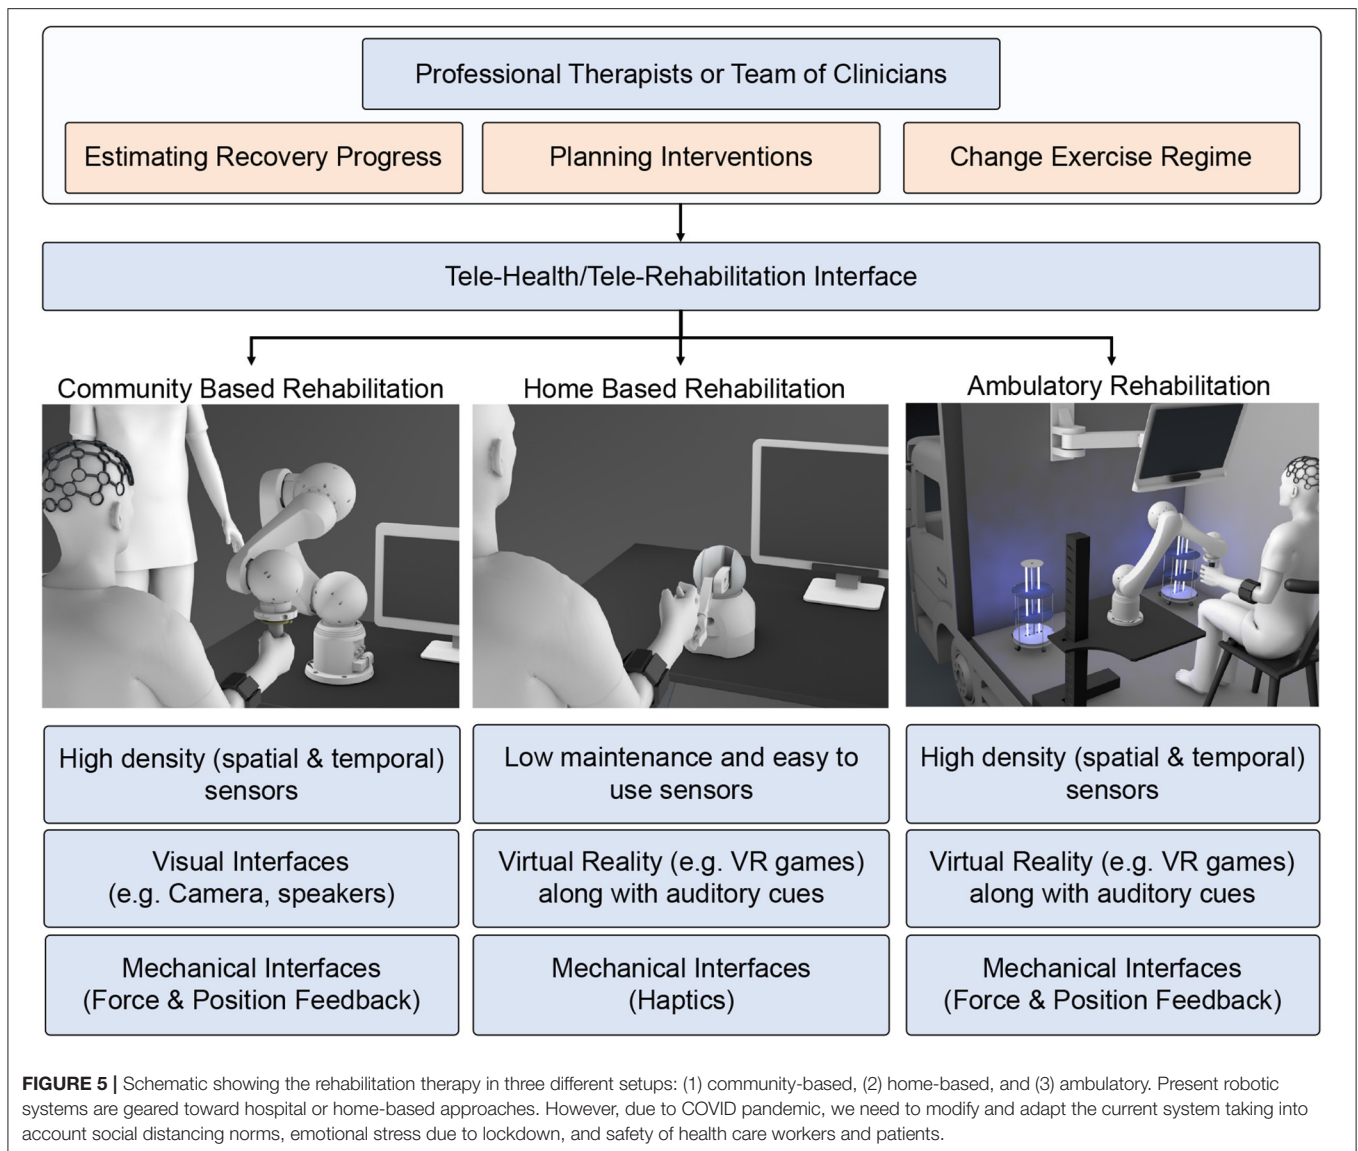 Professional Therapists or Team of Clinicians
Estimating Recovery Progress
Planning Interventions
Change Exercise Regime
Tele-Health/Tele-Rehabilitation Interface
Community Based Rehabilitation
Home Based Rehabilitation
Ambulatory Rehabilitation
High density (spatial & temporal)
sensors
Low maintenance and easy to
use sensors
High density (spatial & temporal)
sensors
Visual Interfaces
(e.g. Camera, speakers)
Virtual Reality (e.g. VR games)
along with auditory cues
Virtual Reality (e.g. VR games)
along with auditory cues
Mechanical Interfaces
(Force & Position Feedback)
Mechanical Interfaces
(Haptics)
Mechanical Interfaces
(Force & Position Feedback)
FIGURE 5 | Schematic showing the rehabilitation therapy in three different setups: (1) community-based, (2) home-based, and (3) ambulatory. Present robotic
systems are geared toward hospital or home-based approaches. However, due to COVID pandemic, we need to modify and adapt the current system taking into
account social distancing norms, emotional stress due to lockdown, and safety of health care workers and patients.